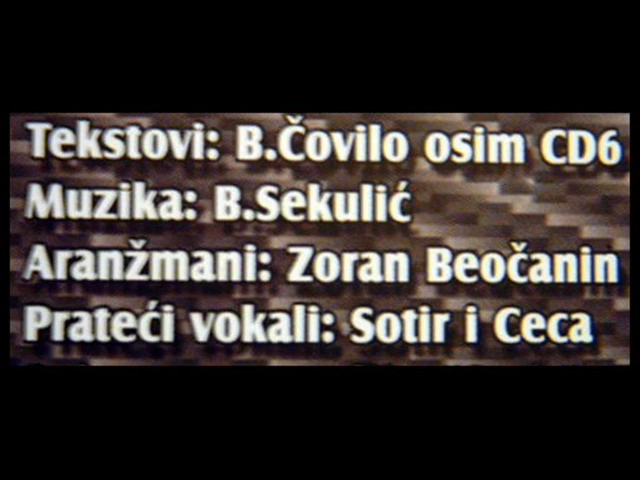 Tekstovi: B.Čovilo osim CD6
Muzika: B.Sekulić
Aranžmani: Zoran Beočanin
Prateći vokali: Sotir i Ceca